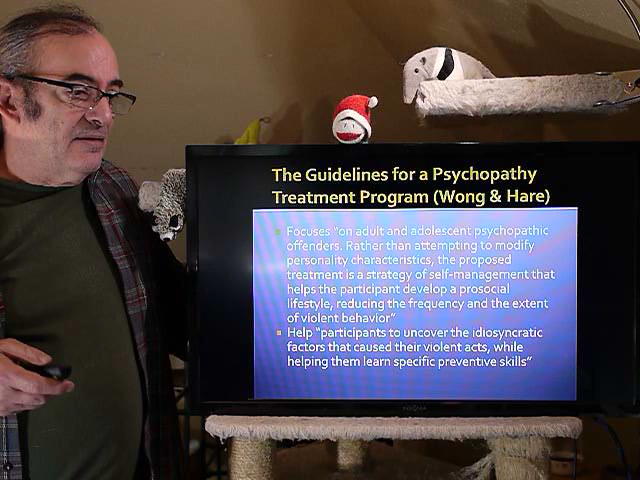 The Guidelines for a Psychopathy
Treatment Program (Wong & Hare)
Focuses "on adult and adolescent psychopathic
offenders. Rather than attempting to modify
personality characteristics, the proposed
treatment is a strategy of self-management that
helps the participant develop a prosocial
lifestyle, reducing the frequency and the extent
of violent behavior"
Help "participants to uncover the idiosyncratic
factors that caused their violent acts, while
helping them learn specific preventive skills"
INSIGNIA